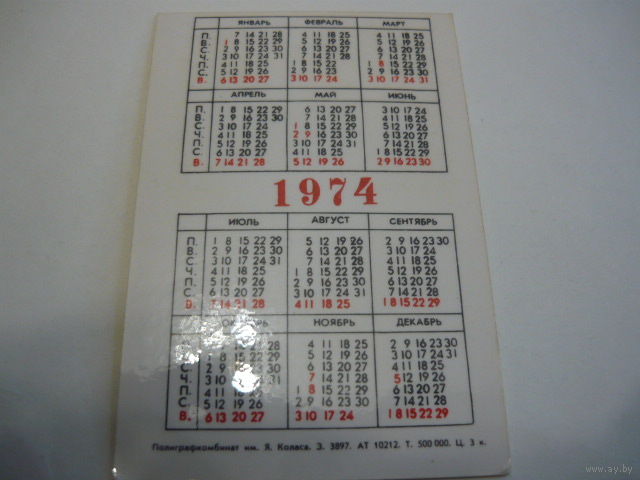 ЯНВАРЬ ФЕВРАЛЬ МАРТ
П. 7 14 21 28 4 11 18 25 4 11 18 25
В. 1 8 15 22 29 5 12 19 26 5 12 19 26
С. 2 9 16 23 30 6 13 20 27 6 13 20 27
Ч. 3 10 17 24 31 7 14 21 28 7 14 21 28
П. 4 11 18 25 1 8 15 22 1 8 15 22 29
С. 5 12 19 26 2 9 16 23 2 9 16 23 30
В. 6 13 20 27 3 10 17 24 3 10 17 24 31
АПРЕЛЬ МАЙ ИЮНЬ
П. 1 8 15 22 29 6 13 20 27 3 10 17 24
В. 2 9 16 23 30 7 14 21 28 4 11 18 25
С. 3 10 17 24 1 8 15 22 29 5 12 19 26
Ч. 4 11 18 25 2 9 16 23 30 6 13 20 27
П. 5 12 19 26 3 10 17 24 31 7 14 21 28
С. 6 13 20 27 4 11 18 25 1 8 15 22 29
В. 7 14 21 28 5 12 19 26 2 9 16 23 30
1974
ИЮЛЬ АВГУСТ СЕНТЯБРЬ
П. 1 8 15 22 29 5 12 19 26 2 9 16 23 30
В. 2 9 16 23 30 6 13 20 27 3 10 17 24
С. 3 10 17 24 31 7 14 21 28 4 11 18 25
Ч. 4 11 18 25 1 8 15 22 29 5 12 19 26
П. 5 12 19 26 2 9 16 23 30 6 13 20 27
С. 6 13 20 27 3 10 17 24 31 7 14 21 28
В. 7 14 21 28 4 11 18 25 1 8 15 22 29
ОКТЯБРЬ НОЯБРЬ ДЕКАБРЬ
П. 21 28 4 11 18 25 2 9 16 23 30
В. 22 29 5 12 19 26 3 10 17 24 31
С. 23 30 6 13 20 27 4 11 18 25
Ч. 24 31 7 14 21 28 5 12 19 26
П. 25 1 8 15 22 29 6 13 20 27
С. 26 2 9 16 23 30 7 14 21 28
В. 6 13 20 27 3 10 17 24 1 8 15 22 29
Полиграфкомбинат им. Я. Коласа. З. 3897. АТ 10212. Т. 500 000. Ц. 3 к.
www.ay.by